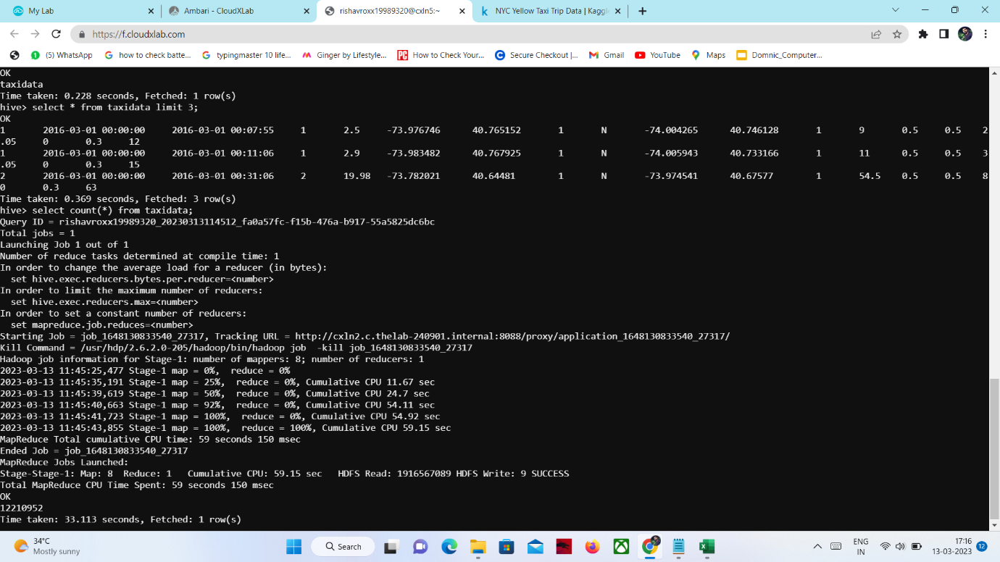 My Lab
Ambari - CloudXLab
rishavroxx19989320@cxln5:~
NYC Yellow Taxi Trip Data | Kaggl
https://f.cloudxlab.com
(5) WhatsApp
how to check batte...
typingmaster 10 life...
Ginger by Lifestyle...
PC
How to Check Your...
Secure Checkout |...
Gmail
YouTube
Maps
Domnic_Computer...
OK
taxidata
Time taken: 0.228 seconds, Fetched: 1 row(s)
hive> select * from taxidata limit 3;
OK
1 2016-03-01 00:00:00 2016-03-01 00:07:55 1 2.5 -73.976746 40.765152 1 N -74.004265 40.746128 1 9 0.5 0.5 2
.05 0 0.3 12
1 2016-03-01 00:00:00 2016-03-01 00:11:06 1 2.9 -73.983482 40.767925 1 N -74.005943 40.733166 1 11 0.5 0.5 3
.05 0 0.3 15
2 2016-03-01 00:00:00 2016-03-01 00:31:06 2 19.98 -73.782021 40.64481 1 N -73.974541 40.67577 1 54.5 0.5 0.5 8
0 0.3 63
Time taken: 0.369 seconds, Fetched: 3 row(s)
hive> select count(*) from taxidata;
Query ID = rishavroxx19989320_20230313114512_fa0a57fc-f15b-476a-b917-55a5825dc6bc
Total jobs = 1
Launching Job 1 out of 1
Number of reduce tasks determined at compile time: 1
In order to change the average load for a reducer (in bytes):
set hive.exec.reducers.bytes.per.reducer=<number>
In order to limit the maximum number of reducers:
set hive.exec.reducers.max=<number>
In order to set a constant number of reducers:
set mapreduce.job.reduces=<number>
Starting Job = job_1648130833540_27317, Tracking URL = http://cxln2.c.thelab-240901.internal:8088/proxy/application_1648130833540_27317/
Kill Command = /usr/hdp/2.6.2.0-205/hadoop/bin/hadoop job  -kill job_1648130833540_27317
Hadoop job information for Stage-1: number of mappers: 8; number of reducers: 1
2023-03-13 11:45:25,477 Stage-1 map = 0%,  reduce = 0%
2023-03-13 11:45:35,191 Stage-1 map = 25%,  reduce = 0%, Cumulative CPU 11.67 sec
2023-03-13 11:45:39,619 Stage-1 map = 50%,  reduce = 0%, Cumulative CPU 24.7 sec
2023-03-13 11:45:40,663 Stage-1 map = 92%,  reduce = 0%, Cumulative CPU 54.11 sec
2023-03-13 11:45:41,723 Stage-1 map = 100%,  reduce = 0%, Cumulative CPU 54.92 sec
2023-03-13 11:45:43,855 Stage-1 map = 100%,  reduce = 100%, Cumulative CPU 59.15 sec
MapReduce Total cumulative CPU time: 59 seconds 150 msec
Ended Job = job_1648130833540_27317
MapReduce Jobs Launched:
Stage-Stage-1: Map: 8  Reduce: 1   Cumulative CPU: 59.15 sec   HDFS Read: 1916567089 HDFS Write: 9 SUCCESS
Total MapReduce CPU Time Spent: 59 seconds 150 msec
OK
12210952
Time taken: 33.113 seconds, Fetched: 1 row(s)
34°C
Mostly sunny
Search
ENG
IN
17:16
13-03-2023
12